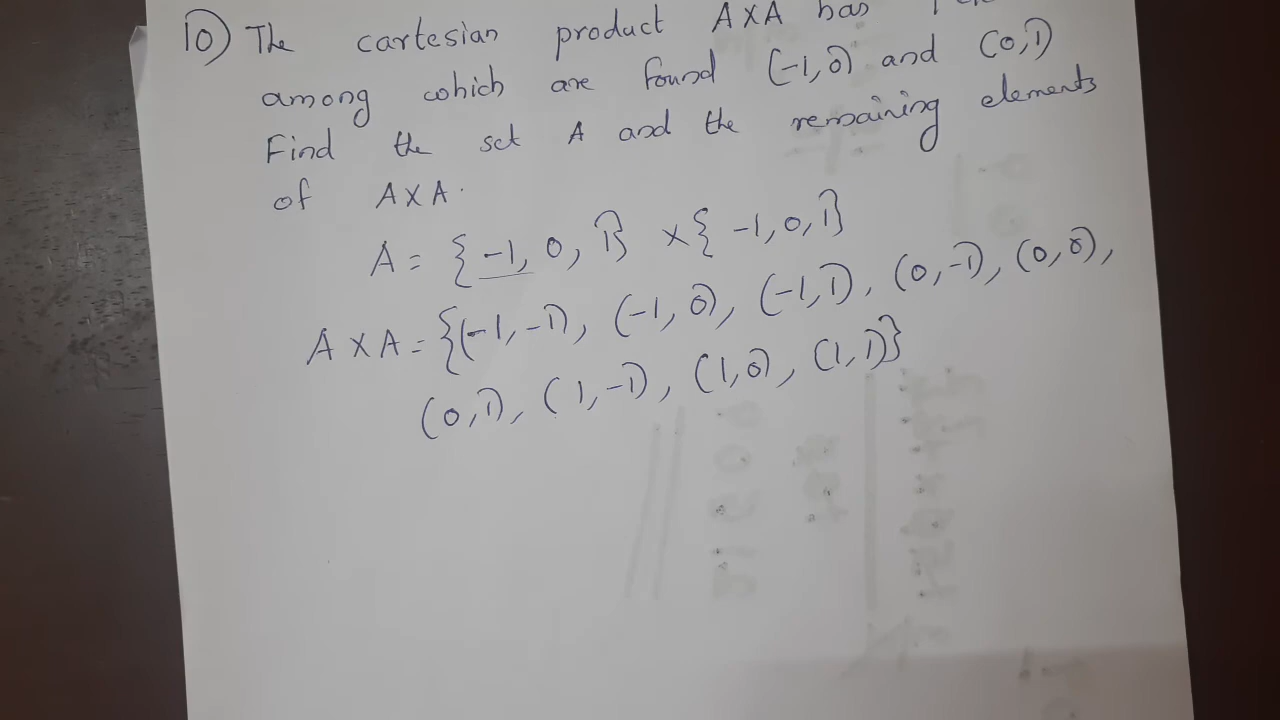 10) The cartesian product A×A has
among which are found (-1,0) and (0,1)
Find the set A and the remaining elements
of A×A.
A = {-1, 0, 1} × {-1, 0, 1}
A×A = {(-1,-1), (-1,0), (-1,1), (0,-1), (0,0),
(0,1), (1,-1), (1,0), (1,1)}